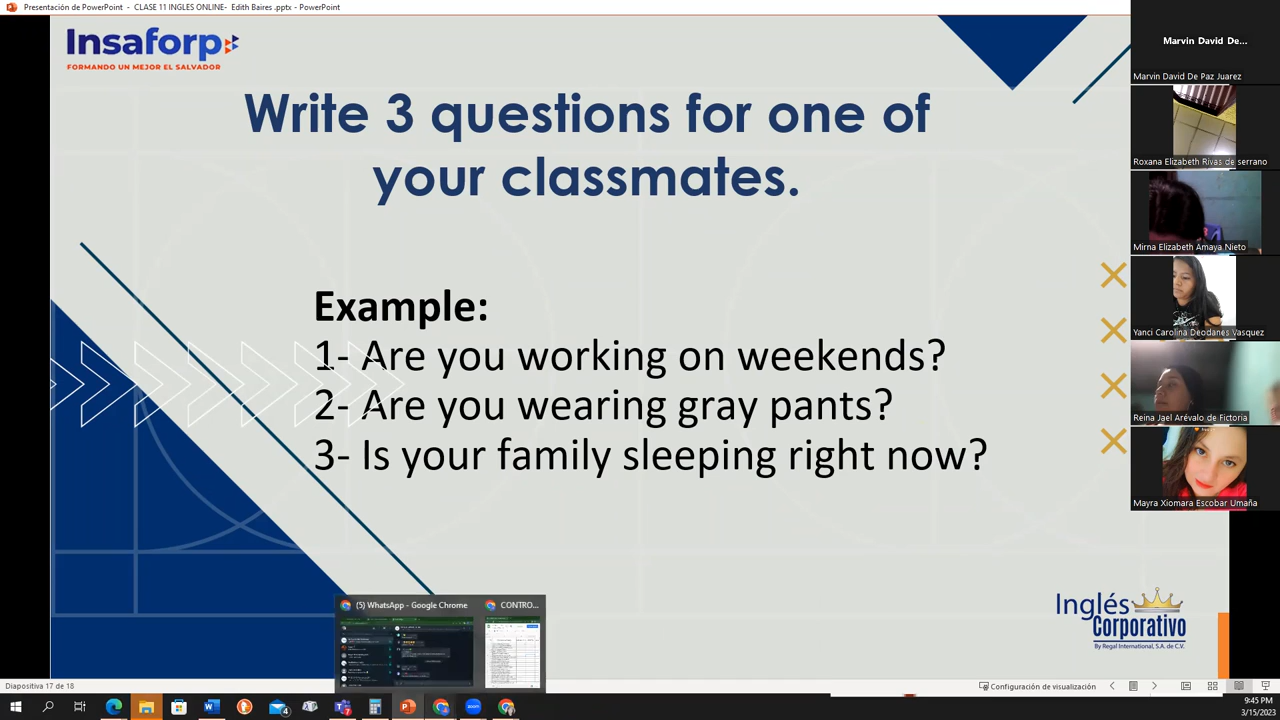 Presentación de PowerPoint - CLASE 11 INGLES ONLINE- Edith Baires .pptx - PowerPoint
Insaforp
FORMANDO UN MEJOR EL SALVADOR
Write 3 questions for one of
your classmates.
Example:
1- Are you working on weekends?
2- Are you wearing gray pants?
3- Is your family sleeping right now?
Marvin David De...
Marvin David De Paz Juarez
Roxana Elizabeth Rivas de serrano
Mirna Elizabeth Amaya Nieto
Yanci Carolina Deodanes Vasquez
Reina Jael Arévalo de Fictoria
Mayra Xiomara Escobar Umaña
Inglés
Corporativo
By Regal International, S.A. de C.V.
(5) WhatsApp - Google Chrome
CONTRO...
Diapositiva 17 de 18
Configuración de visualización
9:45 PM
3/15/2023